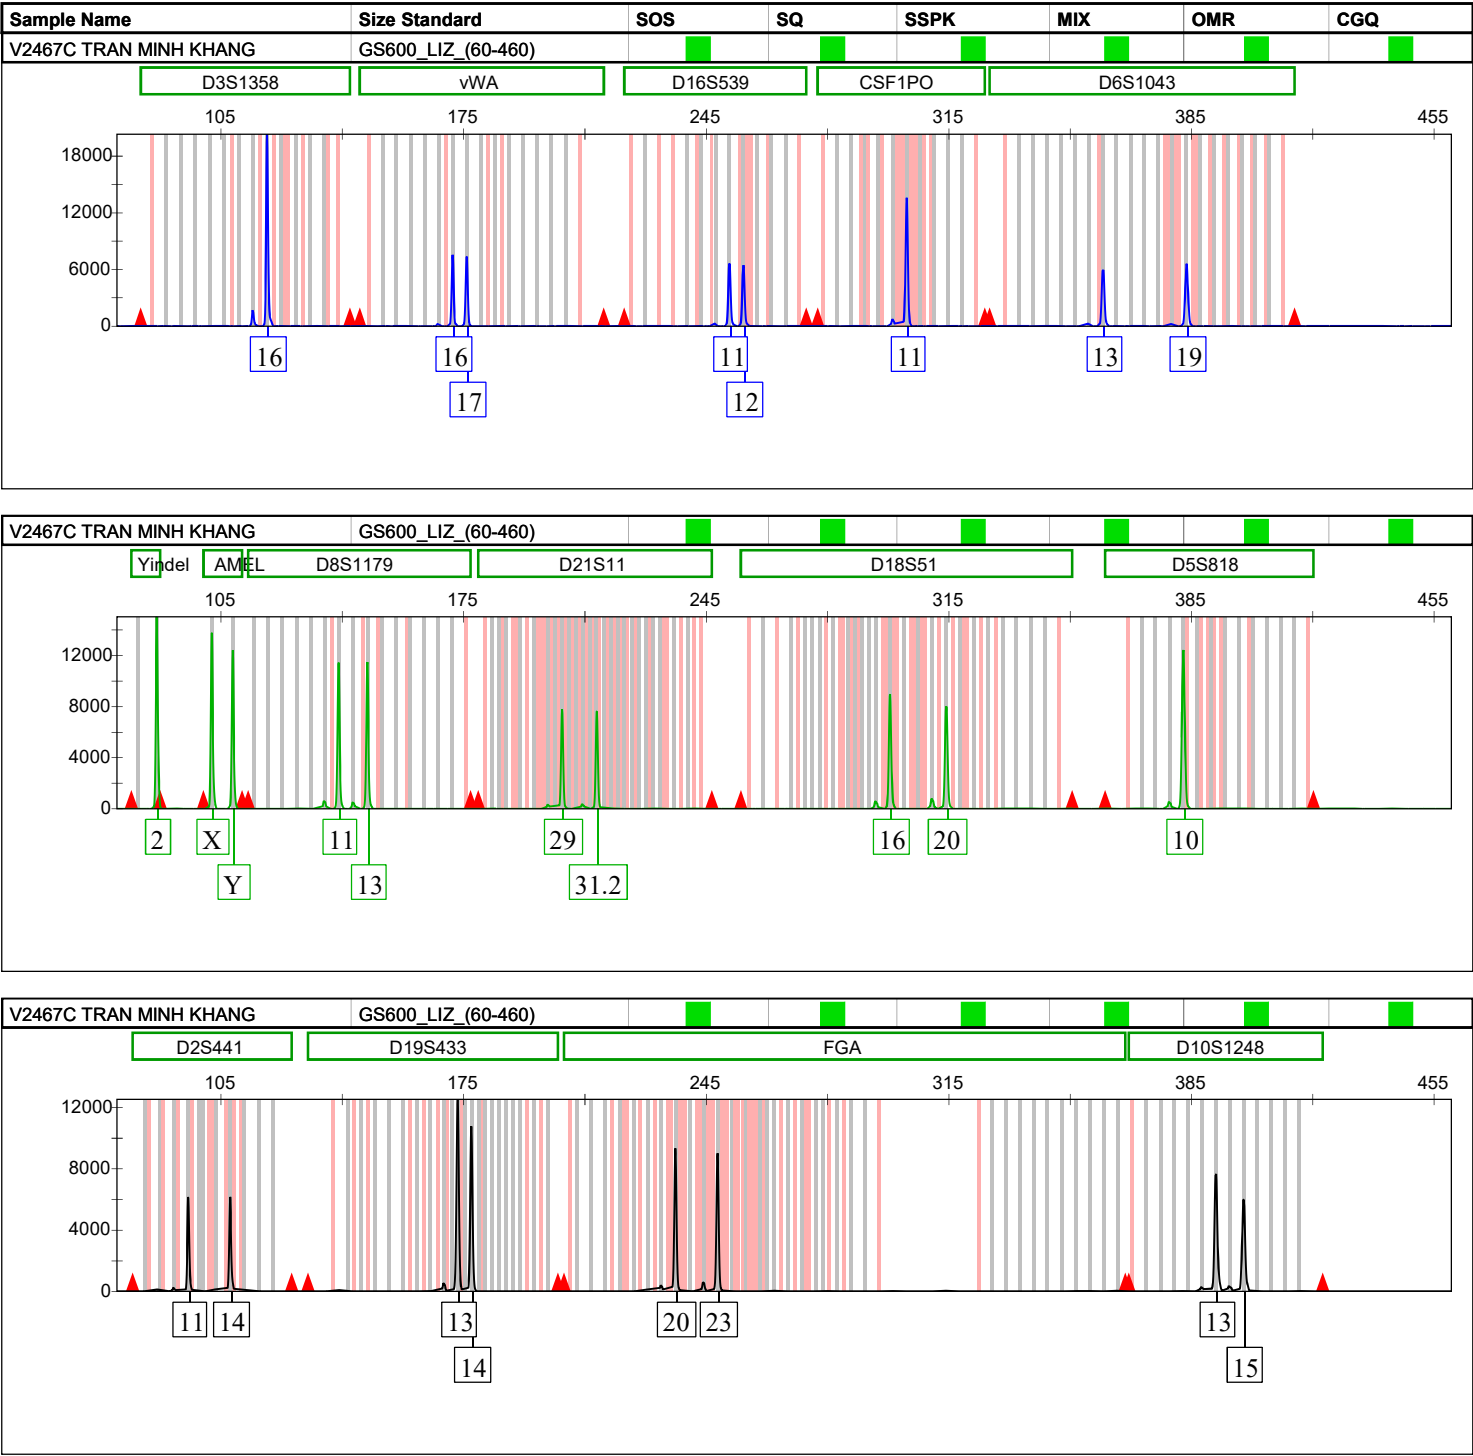 Sample Name Size Standard SOS SQ SSPK MIX OMR CGQ
V2467C TRAN MINH KHANG GS600_LIZ_(60-460)
D3S1358 vWA D16S539 CSF1PO D6S1043
105 175 245 315 385 455
18000
12000
6000
0
16 16 11 11 13 19
17 12
V2467C TRAN MINH KHANG GS600_LIZ_(60-460)
Yindel AMEL D8S1179 D21S11 D18S51 D5S818
105 175 245 315 385 455
12000
8000
4000
0
2 X 11 29 16 20 10
Y 13 31.2
V2467C TRAN MINH KHANG GS600_LIZ_(60-460)
D2S441 D19S433 FGA D10S1248
105 175 245 315 385 455
12000
8000
4000
0
11 14 13 20 23 13
14 15